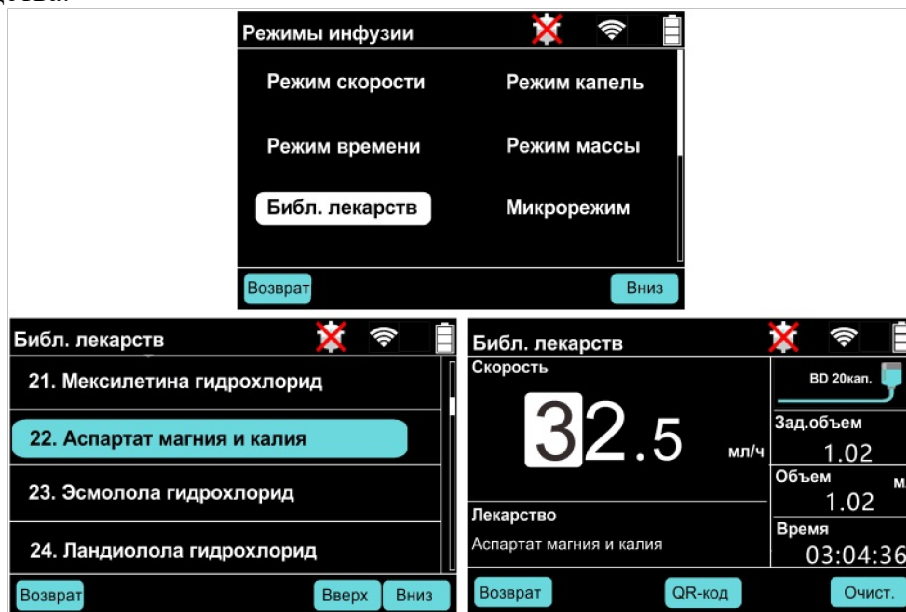 Режимы инфузии
Режим скорости Режим капель
Режим времени Режим массы
Библ. лекарств Микрорежим
Возврат Вниз
Библ. лекарств
21. Мексилетина гидрохлорид
22. Аспартат магния и калия
23. Эсмолола гидрохлорид
24. Ландиолола гидрохлорид
Возврат Вверх Вниз
Библ. лекарств
Скорость
32.5 мл/ч
Лекарство
Аспартат магния и калия
BD 20кап.
Зад.объем
1.02
Объем
1.02
Время
03:04:36
Возврат QR-код Очист.